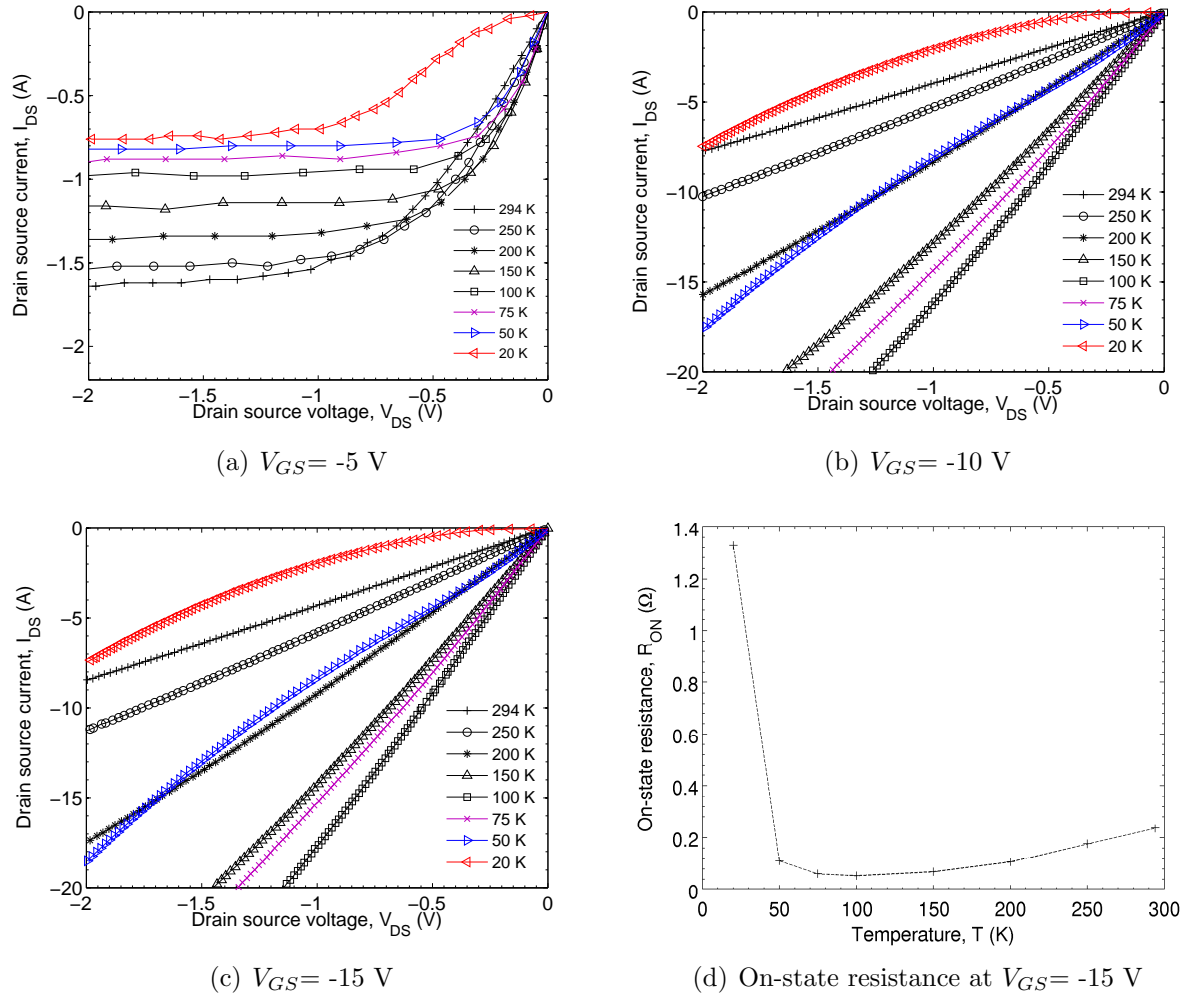 0
−0.5
−1
−1.5
−2
−2 −1.5 −1 −0.5 0
Drain source current, I_DS (A)
Drain source voltage, V_DS (V)
294 K
250 K
200 K
150 K
100 K
75 K
50 K
20 K
(a) V_GS= -5 V
0
−5
−10
−15
−20
−2 −1.5 −1 −0.5 0
Drain source current, I_DS (A)
Drain source voltage, V_DS (V)
294 K
250 K
200 K
150 K
100 K
75 K
50 K
20 K
(b) V_GS= -10 V
0
−5
−10
−15
−20
−2 −1.5 −1 −0.5 0
Drain source current, I_DS (A)
Drain source voltage, V_DS (V)
294 K
250 K
200 K
150 K
100 K
75 K
50 K
20 K
(c) V_GS= -15 V
1.4
1.2
1
0.8
0.6
0.4
0.2
0
0 50 100 150 200 250 300
On-state resistance, R_ON (Ω)
Temperature, T (K)
(d) On-state resistance at V_GS= -15 V